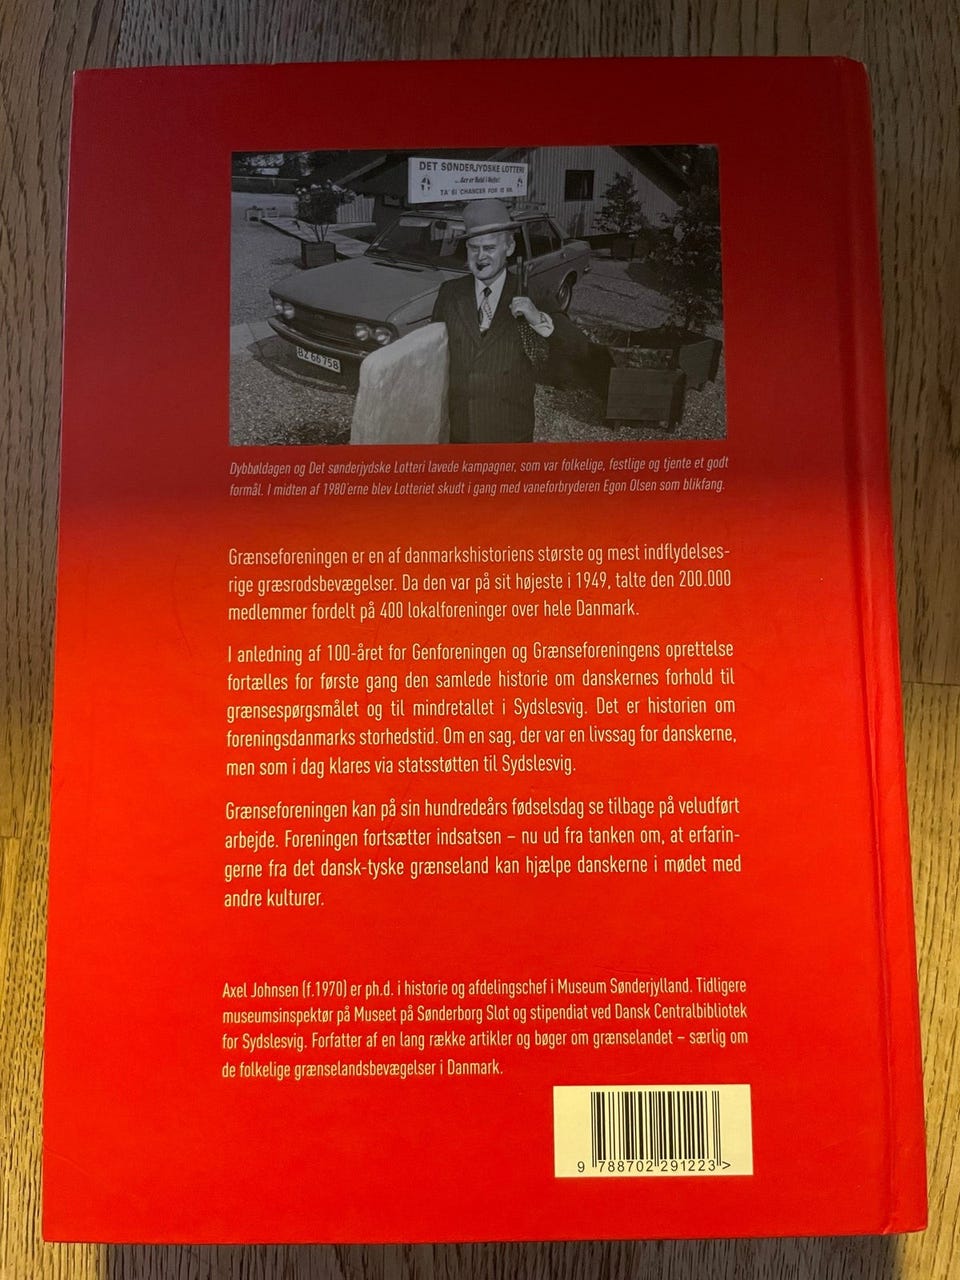 DET SØNDERJYDSKE LOTTERI
TA' 61 CHANCER FOR 10 KR.
BZ 66 758
Dybbøldagen og Det sønderjydske Lotteri lavede kampagner, som var folkelige, festlige og tjente et godt
formål. I midten af 1980'erne blev Lotteriet skudt i gang med vaneforbryderen Egon Olsen som blikfang.
Grænseforeningen er en af danmarkshistoriens største og mest indflydelses-
rige græsrodsbevægelser. Da den var på sit højeste i 1949, talte den 200.000
medlemmer fordelt på 400 lokalforeninger over hele Danmark.
I anledning af 100-året for Genforeningen og Grænseforeningens oprettelse
fortælles for første gang den samlede historie om danskernes forhold til
grænsespørgsmålet og til mindretallet i Sydslesvig. Det er historien om
foreningsdanmarks storhedstid. Om en sag, der var en livssag for danskerne,
men som i dag klares via statsstøtten til Sydslesvig.
Grænseforeningen kan på sin hundredeårs fødselsdag se tilbage på veludført
arbejde. Foreningen fortsætter indsatsen – nu ud fra tanken om, at erfarin-
gerne fra det dansk-tyske grænseland kan hjælpe danskerne i mødet med
andre kulturer.
Axel Johnsen (f.1970) er ph.d. i historie og afdelingschef i Museum Sønderjylland. Tidligere
museumsinspektør på Museet på Sønderborg Slot og stipendiat ved Dansk Centralbibliotek
for Sydslesvig. Forfatter af en lang række artikler og bøger om grænselandet – særlig om
de folkelige grænselandsbevægelser i Danmark.
9 788702 291223 >